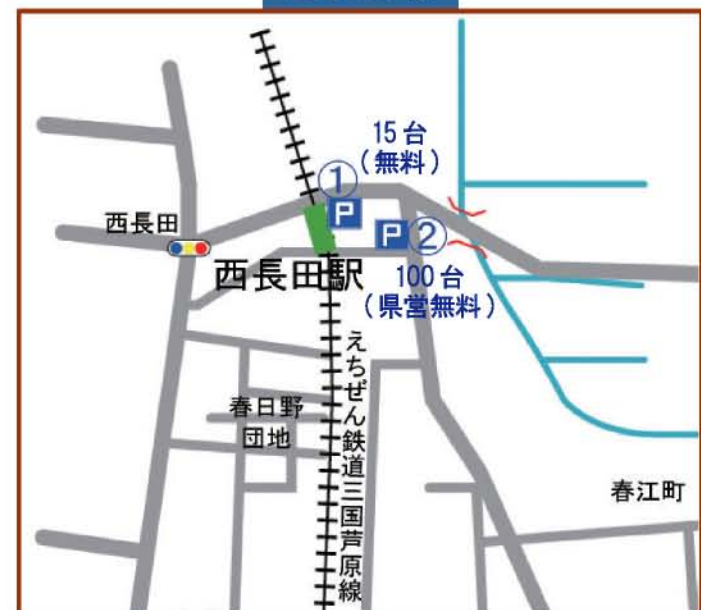 15台
(無料)
①
P
西長田
P
②
西長田駅
100台
(県営無料)
えちぜん鉄道三国芦原線
春日野
団地
春江町